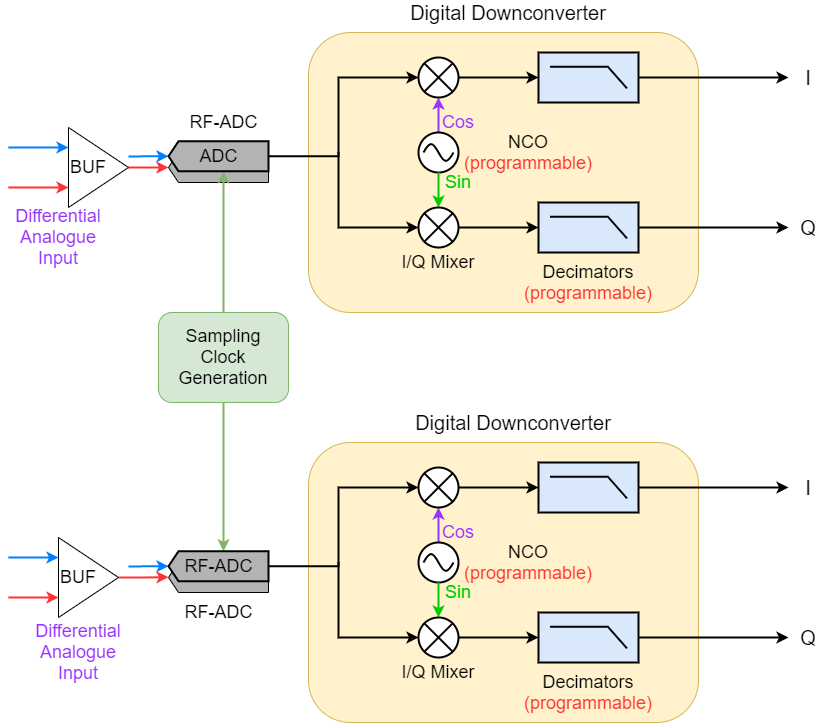 Digital Downconverter
RF-ADC
ADC
BUF
Differential
Analogue
Input
Cos
NCO
(programmable)
Sin
I/Q Mixer
Decimators
(programmable)
I
Q
Sampling
Clock
Generation
Digital Downconverter
BUF
RF-ADC
RF-ADC
Differential
Analogue
Input
Cos
NCO
(programmable)
Sin
I/Q Mixer
Decimators
(programmable)
I
Q